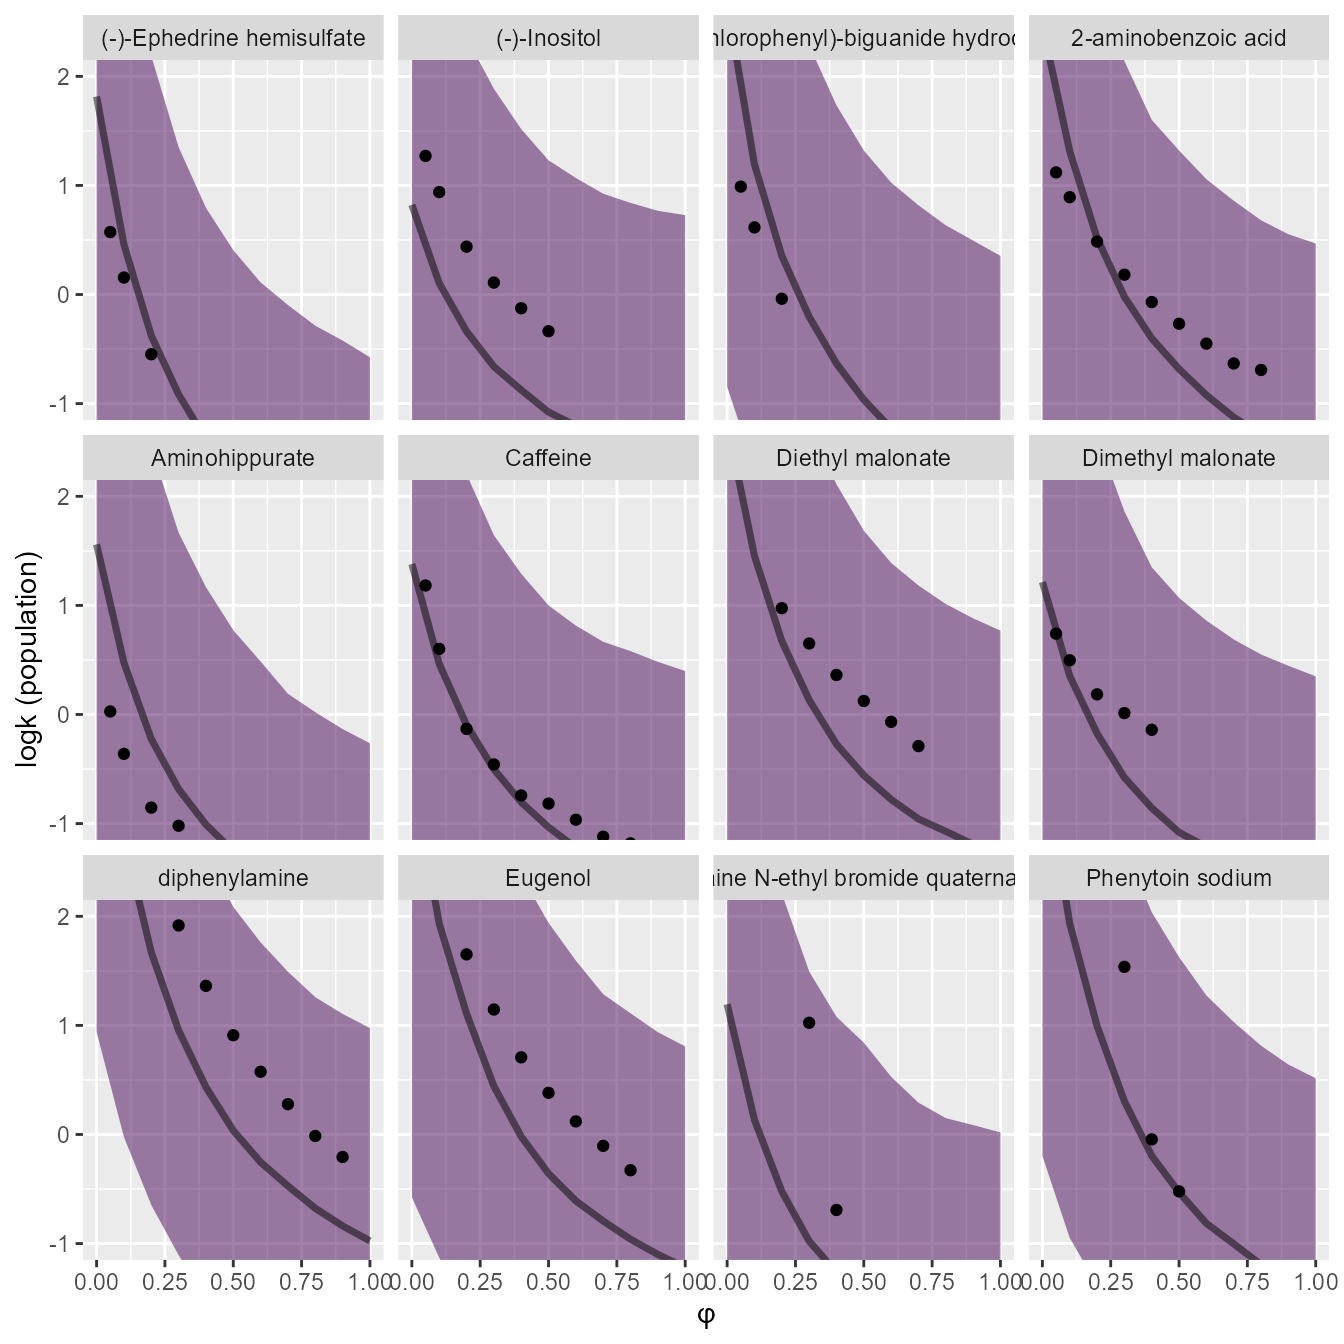 (-)-Ephedrine hemisulfate (-)-Inositol hlorophenyl)-biguanide hydroc 2-aminobenzoic acid
2
1
0
-1
Aminohippurate Caffeine Diethyl malonate Dimethyl malonate
2
1
0
-1
logk (population)
diphenylamine Eugenol ine N-ethyl bromide quaterna Phenytoin sodium
2
1
0
-1
0.00 0.25 0.50 0.75 1.00 0.00 0.25 0.50 0.75 1.00 0.00 0.25 0.50 0.75 1.00 0.00 0.25 0.50 0.75 1.00
φ